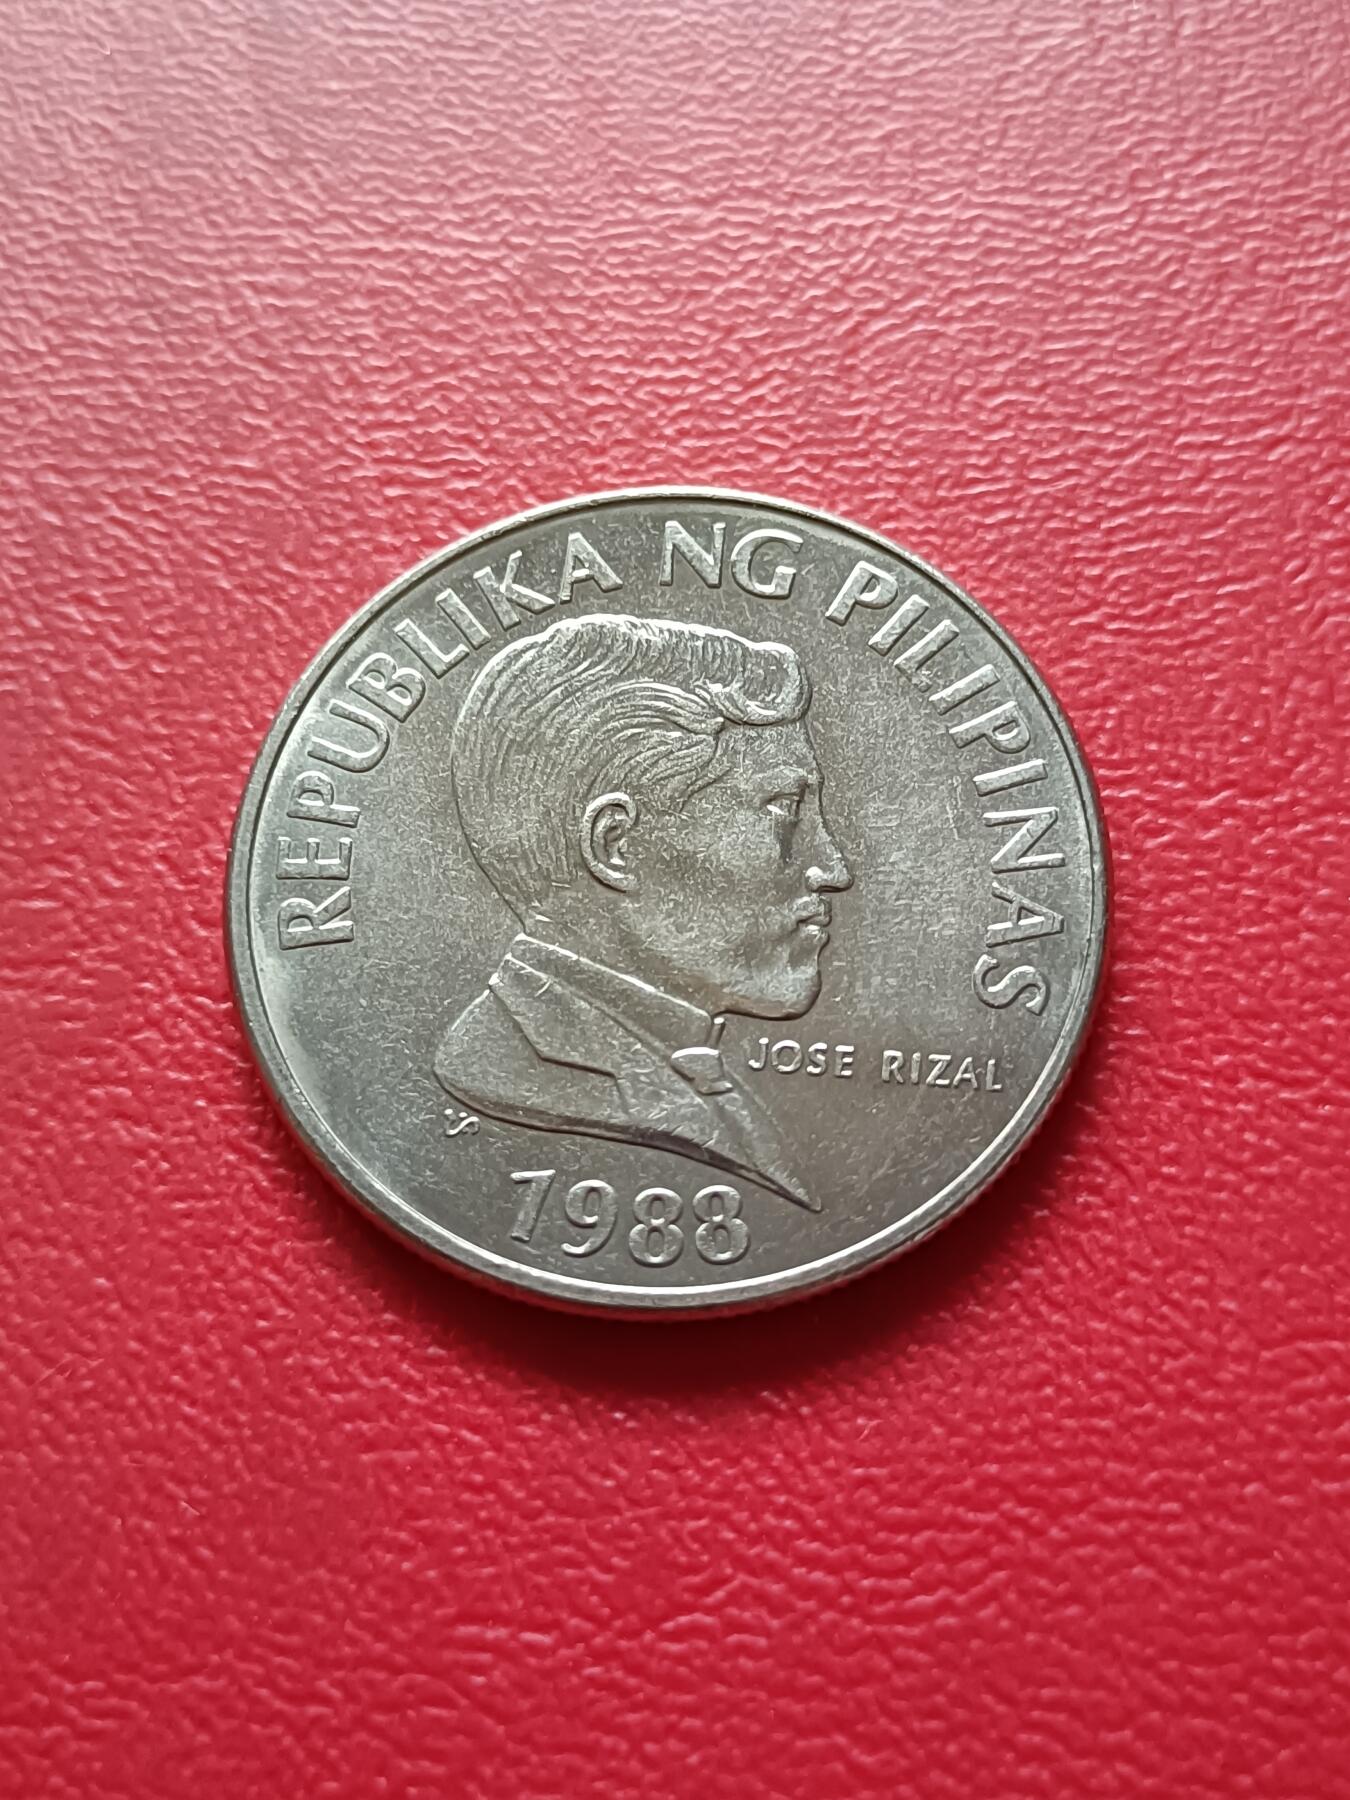 REPUBLIKA NG PILIPINAS
JOSE RIZAL
1988